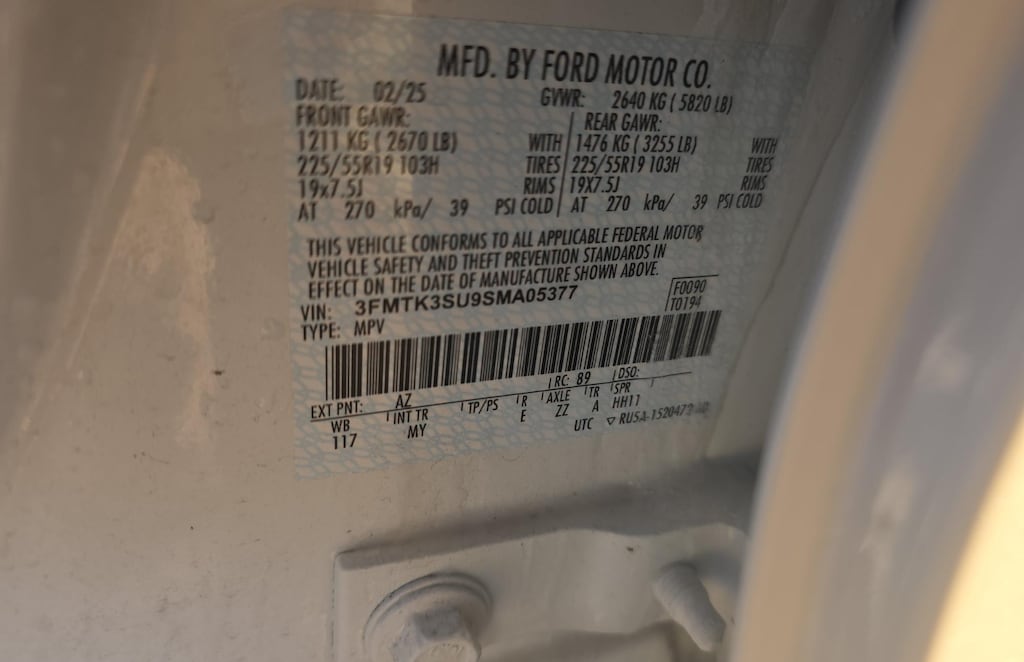 MFD. BY FORD MOTOR CO.
DATE: 02/25 GVWR: 2640 KG ( 5820 LB)
FRONT GAWR: REAR GAWR:
1211 KG ( 2670 LB) WITH 1476 KG ( 3255 LB) WITH
225/55R19 103H TIRES 225/55R19 103H TIRES
19x7.5J RIMS 19X7.5J RIMS
AT 270 kPa/ 39 PSI COLD AT 270 kPa/ 39 PSI COLD
THIS VEHICLE CONFORMS TO ALL APPLICABLE FEDERAL MOTOR
VEHICLE SAFETY AND THEFT PREVENTION STANDARDS IN
EFFECT ON THE DATE OF MANUFACTURE SHOWN ABOVE.
VIN: 3FMTK3SU9SMA05377 F0090
TYPE: MPV T0194
EXT PNT: AZ RC: 89 DSO:
WB INT TR TP/PS R AXLE TR SPR
117 MY E ZZ A HH11
UTC